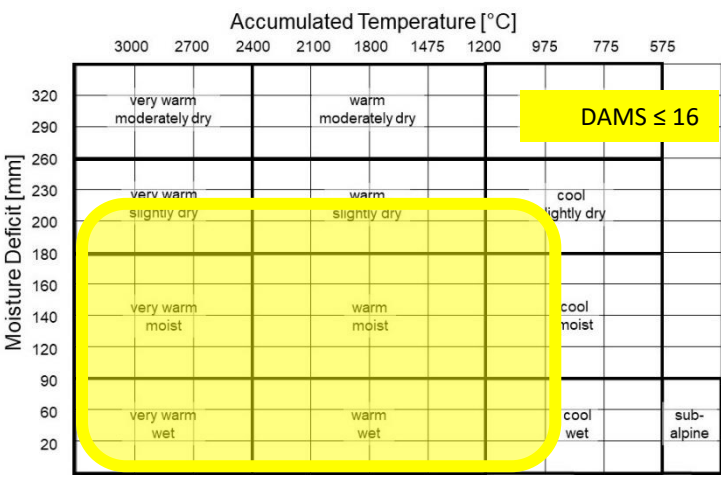 Accumulated Temperature [°C]
3000 2700 2400 2100 1800 1475 1200 975 775 575
Moisture Deficit [mm]
320
290
260
230
200
180
160
140
120
90
60
20
very warm
moderately dry
warm
moderately dry
DAMS ≤ 16
very warm
slightly dry
warm
slightly dry
cool
lightly dry
very warm
moist
warm
moist
cool
moist
very warm
wet
warm
wet
cool
wet
sub-
alpine